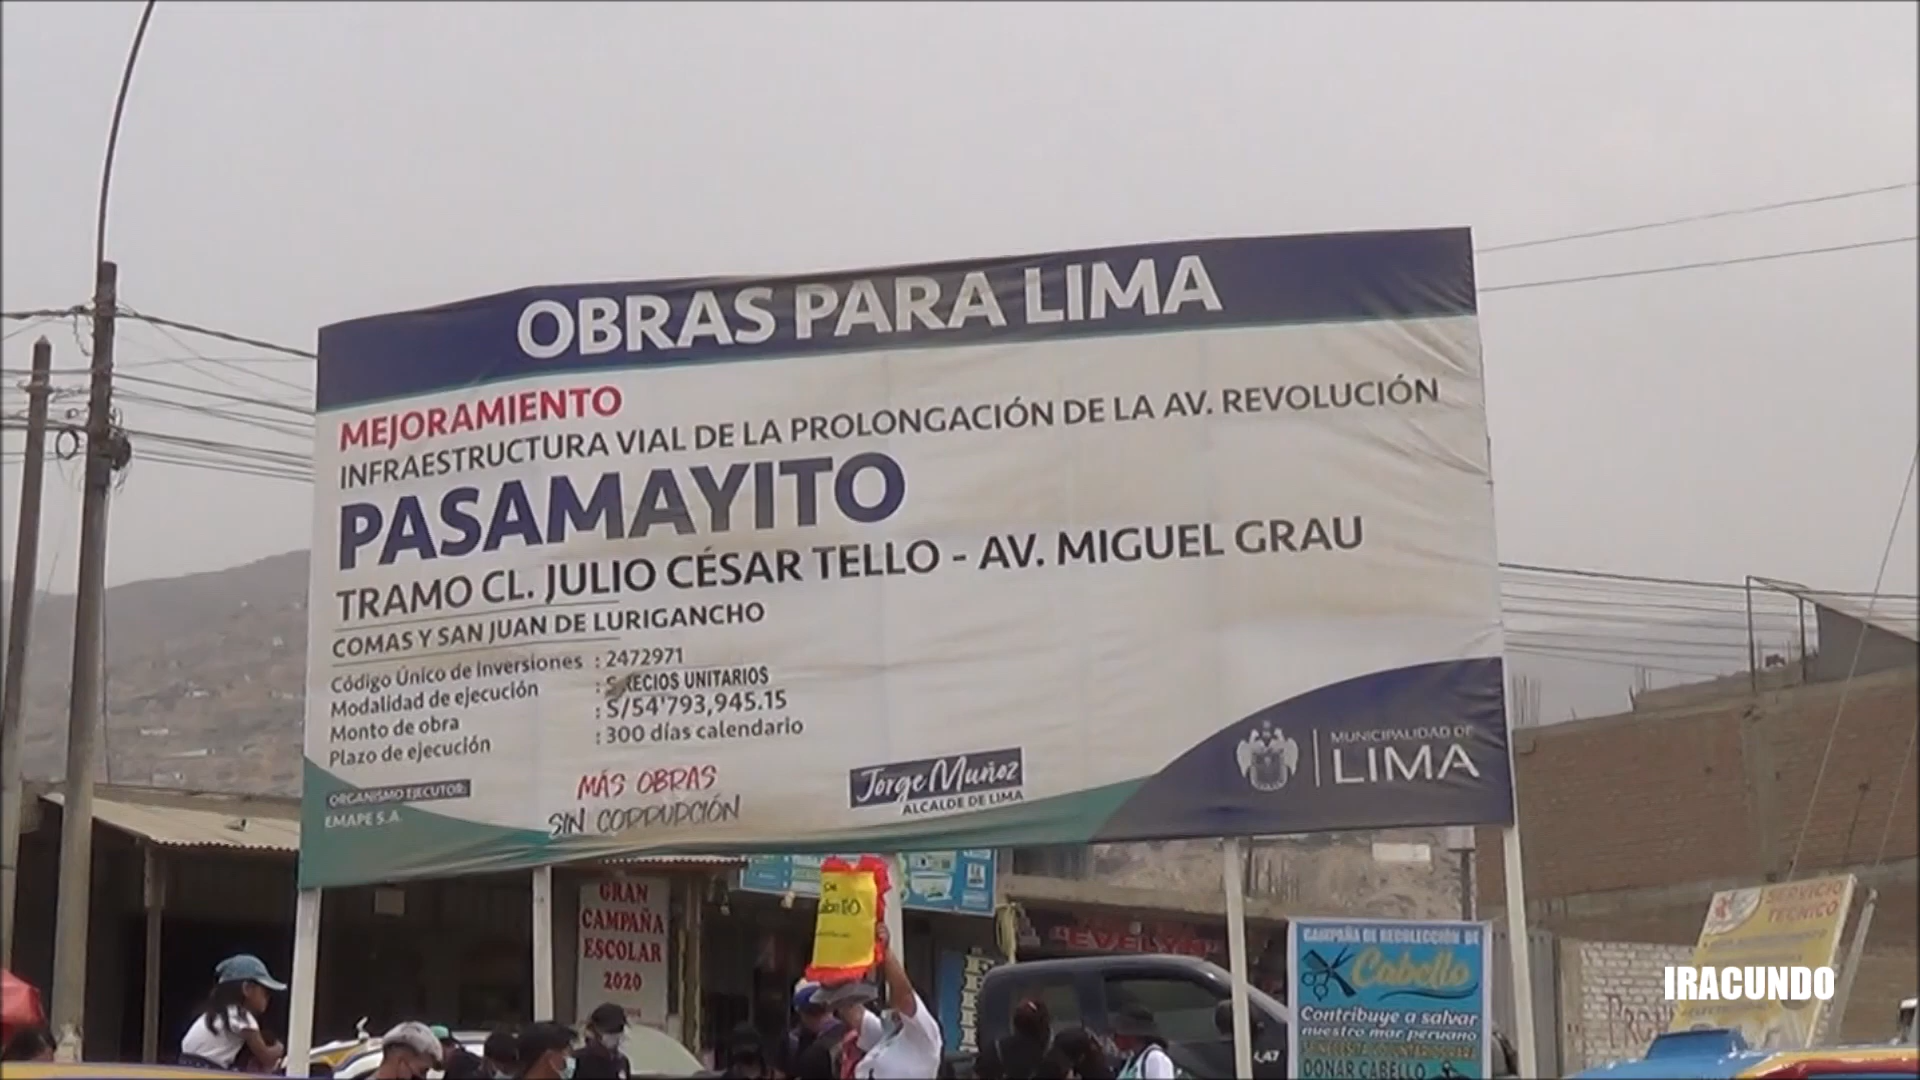 OBRAS PARA LIMA
MEJORAMIENTO
INFRAESTRUCTURA VIAL DE LA PROLONGACIÓN DE LA AV. REVOLUCIÓN
PASAMAYITO
TRAMO CL. JULIO CÉSAR TELLO - AV. MIGUEL GRAU
COMAS Y SAN JUAN DE LURIGANCHO
Código Único de Inversiones : 2472971
Modalidad de ejecución : UNITARIOS
Monto de obra : S/54'793,945.15
Plazo de ejecución : 300 días calendario
ORGANISMO EJECUTOR:
EMAPE S.A.
MÁS OBRAS
SIN CORRUPCIÓN
Jorge Muñoz
ALCALDE DE LIMA
MUNICIPALIDAD DE
LIMA
GRAN
CAMPAÑA
ESCOLAR
2020
"EVELYN"
CAMPAÑA DE RECOLECCIÓN DE
Cabello
Contribuye a salvar
nuestro mar peruano
DONAR CABELLO
SERVICIO
TECNICO
IRACUNDO